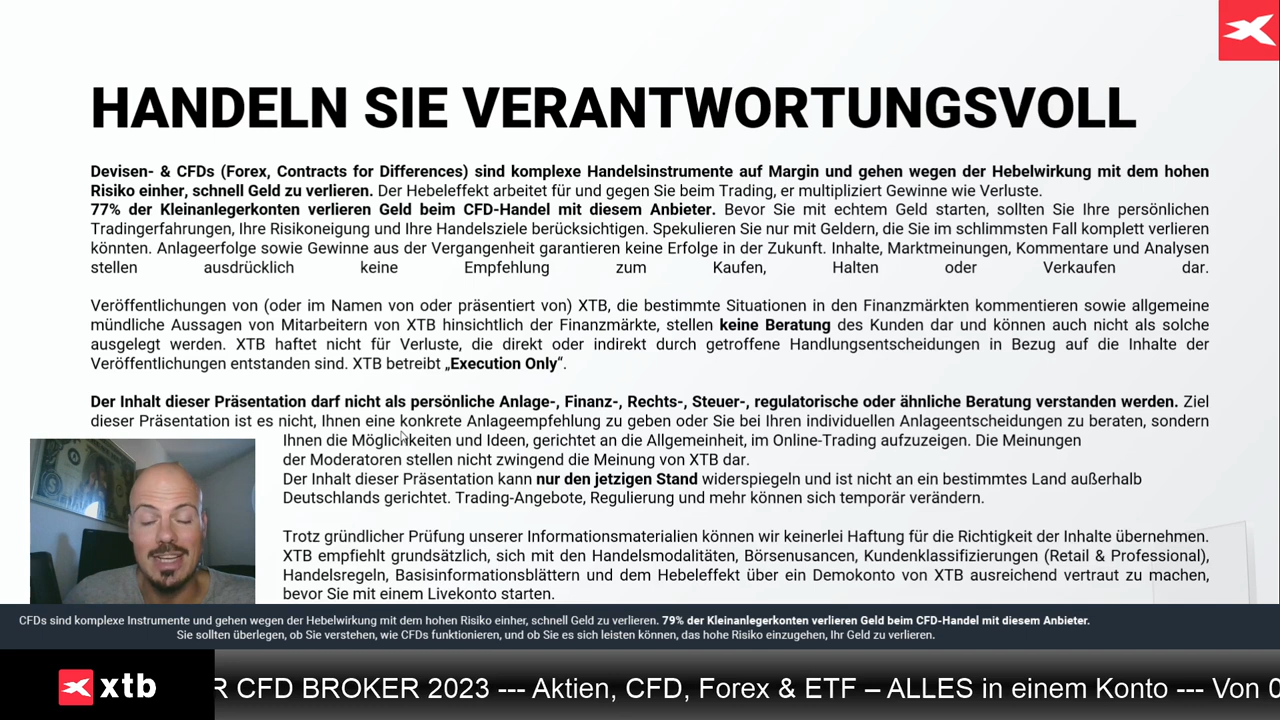 HANDELN SIE VERANTWORTUNGSVOLL
Devisen- & CFDs (Forex, Contracts for Differences) sind komplexe Handelsinstrumente auf Margin und gehen wegen der Hebelwirkung mit dem hohen
Risiko einher, schnell Geld zu verlieren. Der Hebeleffekt arbeitet für und gegen Sie beim Trading, er multipliziert Gewinne wie Verluste.
77% der Kleinanlegerkonten verlieren Geld beim CFD-Handel mit diesem Anbieter. Bevor Sie mit echtem Geld starten, sollten Sie Ihre persönlichen
Tradingerfahrungen, Ihre Risikoneigung und Ihre Handelsziele berücksichtigen. Spekulieren Sie nur mit Geldern, die Sie im schlimmsten Fall komplett verlieren
könnten. Anlageerfolge sowie Gewinne aus der Vergangenheit garantieren keine Erfolge in der Zukunft. Inhalte, Marktmeinungen, Kommentare und Analysen
stellen ausdrücklich keine Empfehlung zum Kaufen, Halten oder Verkaufen dar.
Veröffentlichungen von (oder im Namen von oder präsentiert von) XTB, die bestimmte Situationen in den Finanzmärkten kommentieren sowie allgemeine
mündliche Aussagen von Mitarbeitern von XTB hinsichtlich der Finanzmärkte, stellen keine Beratung des Kunden dar und können auch nicht als solche
ausgelegt werden. XTB haftet nicht für Verluste, die direkt oder indirekt durch getroffene Handlungsentscheidungen in Bezug auf die Inhalte der
Veröffentlichungen entstanden sind. XTB betreibt „Execution Only“.
Der Inhalt dieser Präsentation darf nicht als persönliche Anlage-, Finanz-, Rechts-, Steuer-, regulatorische oder ähnliche Beratung verstanden werden. Ziel
dieser Präsentation ist es nicht, Ihnen eine konkrete Anlageempfehlung zu geben oder Sie bei Ihren individuellen Anlageentscheidungen zu beraten, sondern
Ihnen die Möglichkeiten und Ideen, gerichtet an die Allgemeinheit, im Online-Trading aufzuzeigen. Die Meinungen
der Moderatoren stellen nicht zwingend die Meinung von XTB dar.
Der Inhalt dieser Präsentation kann nur den jetzigen Stand widerspiegeln und ist nicht an ein bestimmtes Land außerhalb
Deutschlands gerichtet. Trading-Angebote, Regulierung und mehr können sich temporär verändern.
Trotz gründlicher Prüfung unserer Informationsmaterialien können wir keinerlei Haftung für die Richtigkeit der Inhalte übernehmen.
XTB empfiehlt grundsätzlich, sich mit den Handelsmodalitäten, Börsenusancen, Kundenklassifizierungen (Retail & Professional),
Handelsregeln, Basisinformationsblättern und dem Hebeleffekt über ein Demokonto von XTB ausreichend vertraut zu machen,
bevor Sie mit einem Livekonto starten.
CFDs sind komplexe Instrumente und gehen wegen der Hebelwirkung mit dem hohen Risiko einher, schnell Geld zu verlieren. 79% der Kleinanlegerkonten verlieren Geld beim CFD-Handel mit diesem Anbieter.
Sie sollten überlegen, ob Sie verstehen, wie CFDs funktionieren, und ob Sie es sich leisten können, das hohe Risiko einzugehen, Ihr Geld zu verlieren.
xtb R CFD BROKER 2023 --- Aktien, CFD, Forex & ETF – ALLES in einem Konto --- Von 0